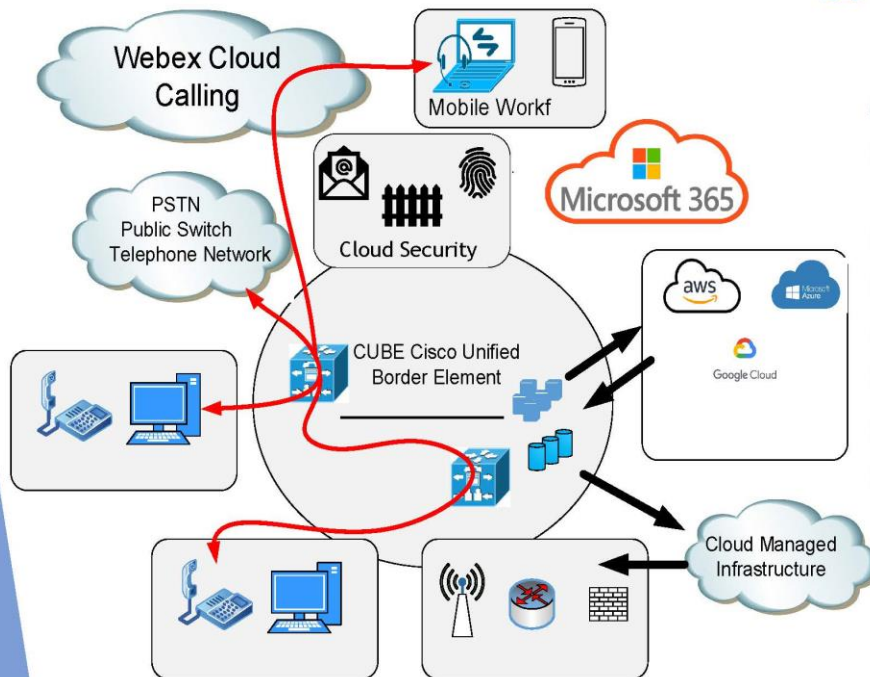 Webex Cloud
Calling
Mobile Workf
@
Microsoft 365
PSTN
Public Switch
Telephone Network
Cloud Security
aws
Microsoft
Azure
Google Cloud
CUBE Cisco Unified
Border Element
Cloud Managed
Infrastructure